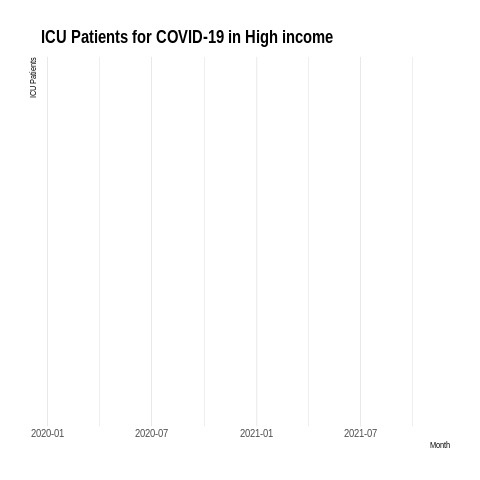 ICU Patients for COVID-19 in High income
ICU Patients
2020-01 2020-07 2021-01 2021-07
Month